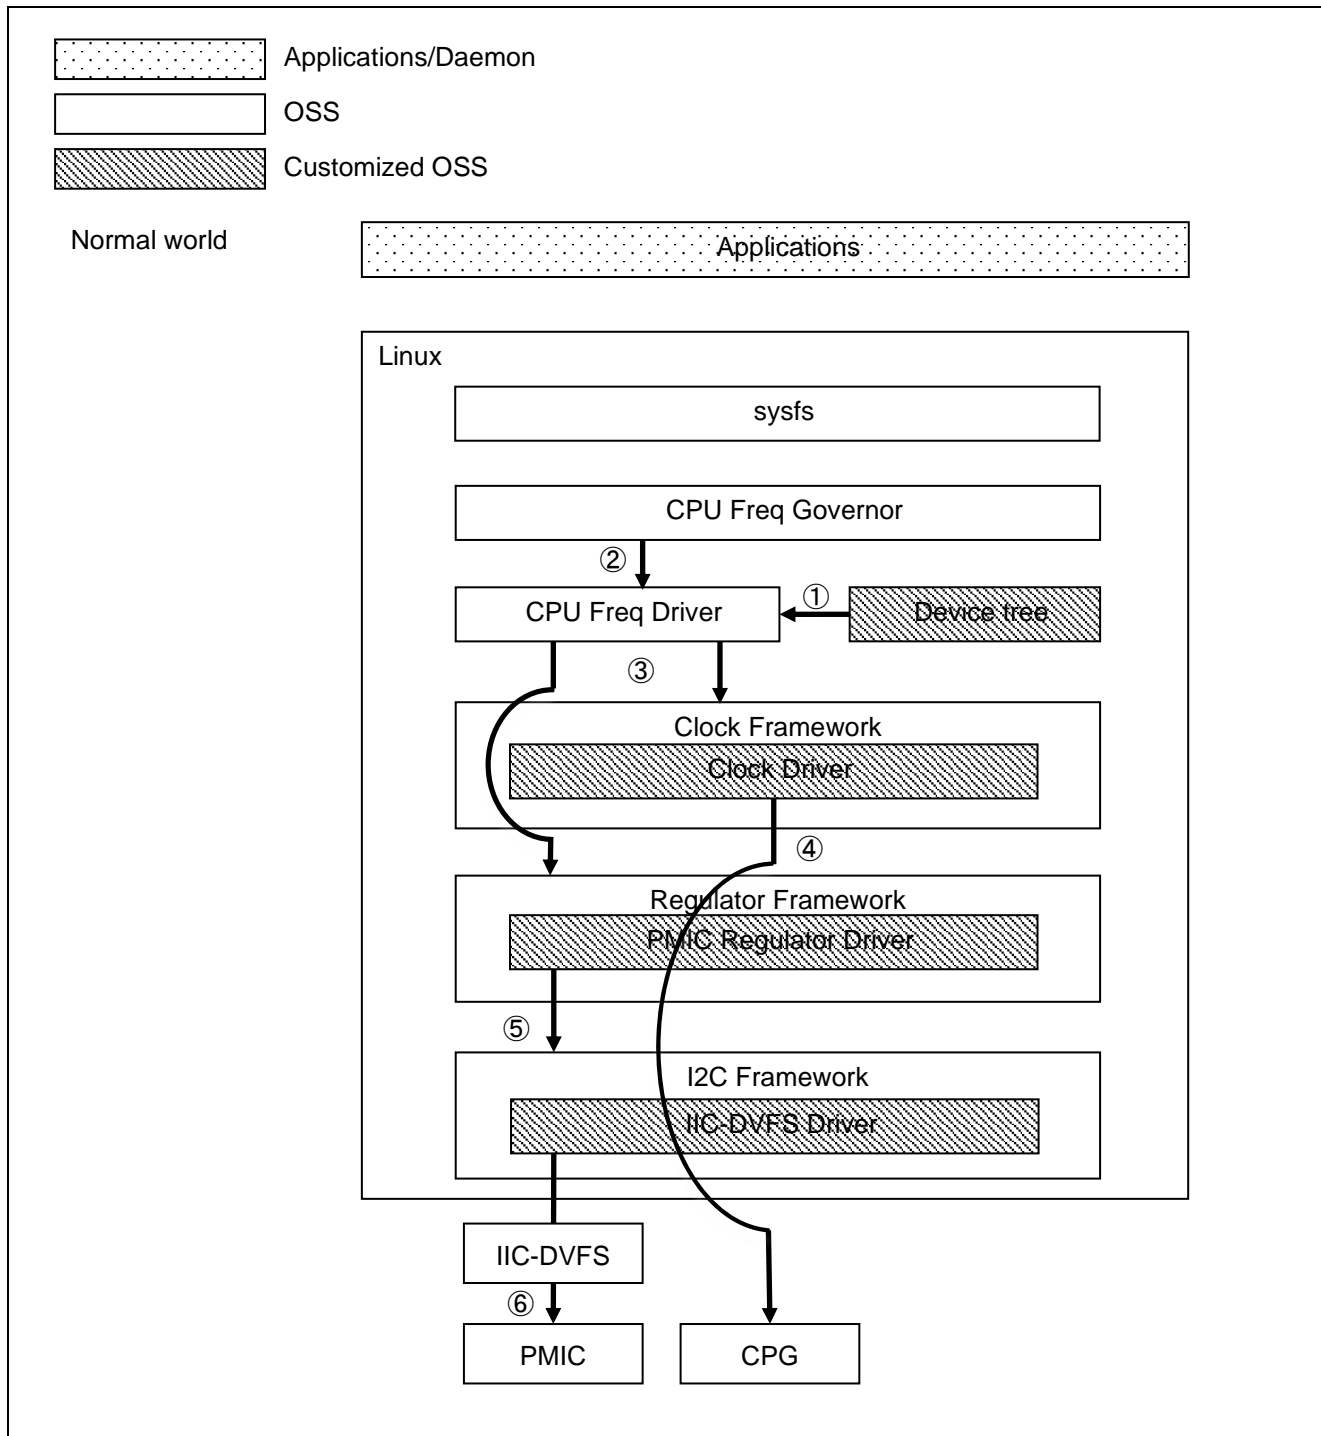 Applications/Daemon
OSS
Customized OSS
Normal world
Applications
Linux
sysfs
CPU Freq Governor
②
CPU Freq Driver
①
Device tree
③
Clock Framework
Clock Driver
④
Regulator Framework
PMIC Regulator Driver
⑤
I2C Framework
IIC-DVFS Driver
IIC-DVFS
⑥
PMIC
CPG